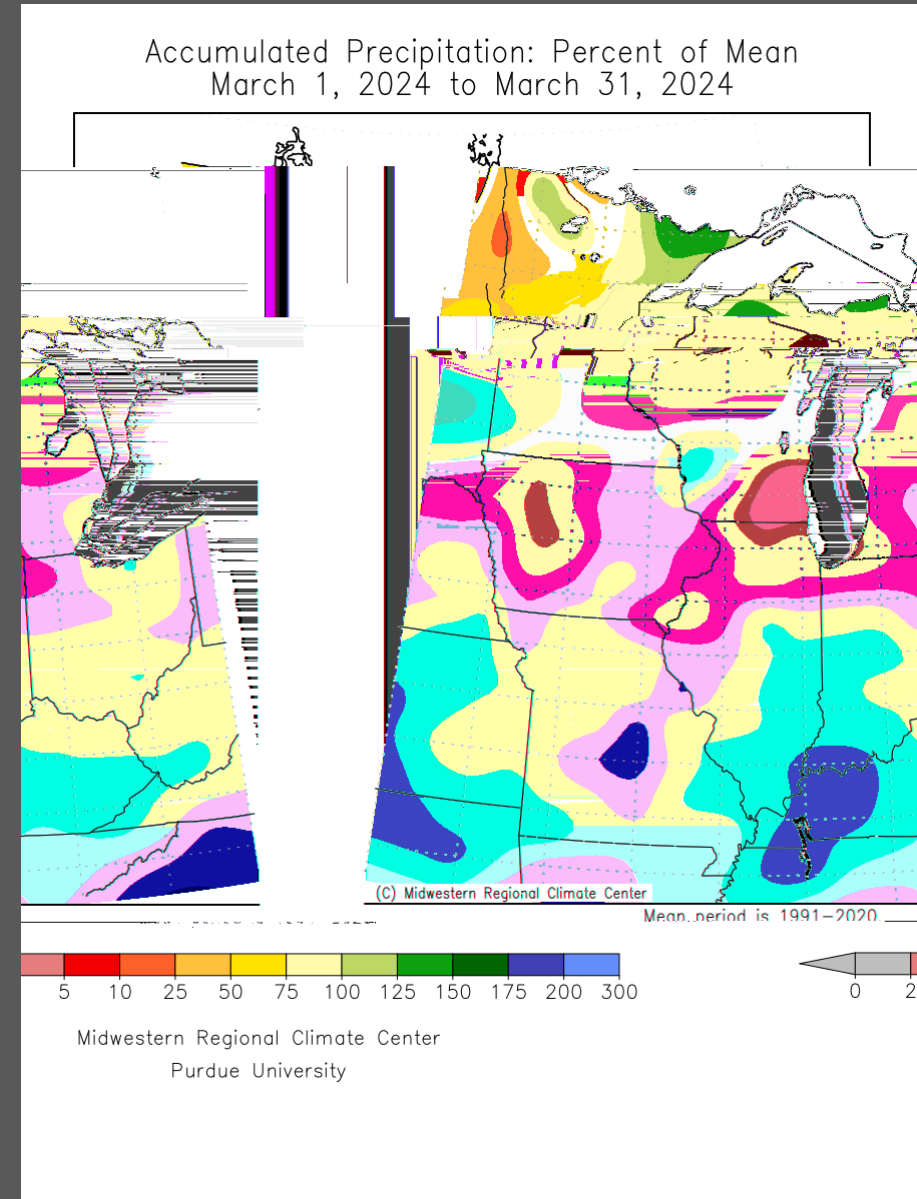 Accumulated Precipitation: Percent of Mean
March 1, 2024 to March 31, 2024
(C) Midwestern Regional Climate Center
Mean period is 1991-2020.
5 10 25 50 75 100 125 150 175 200 300
0 2
Midwestern Regional Climate Center
Purdue University